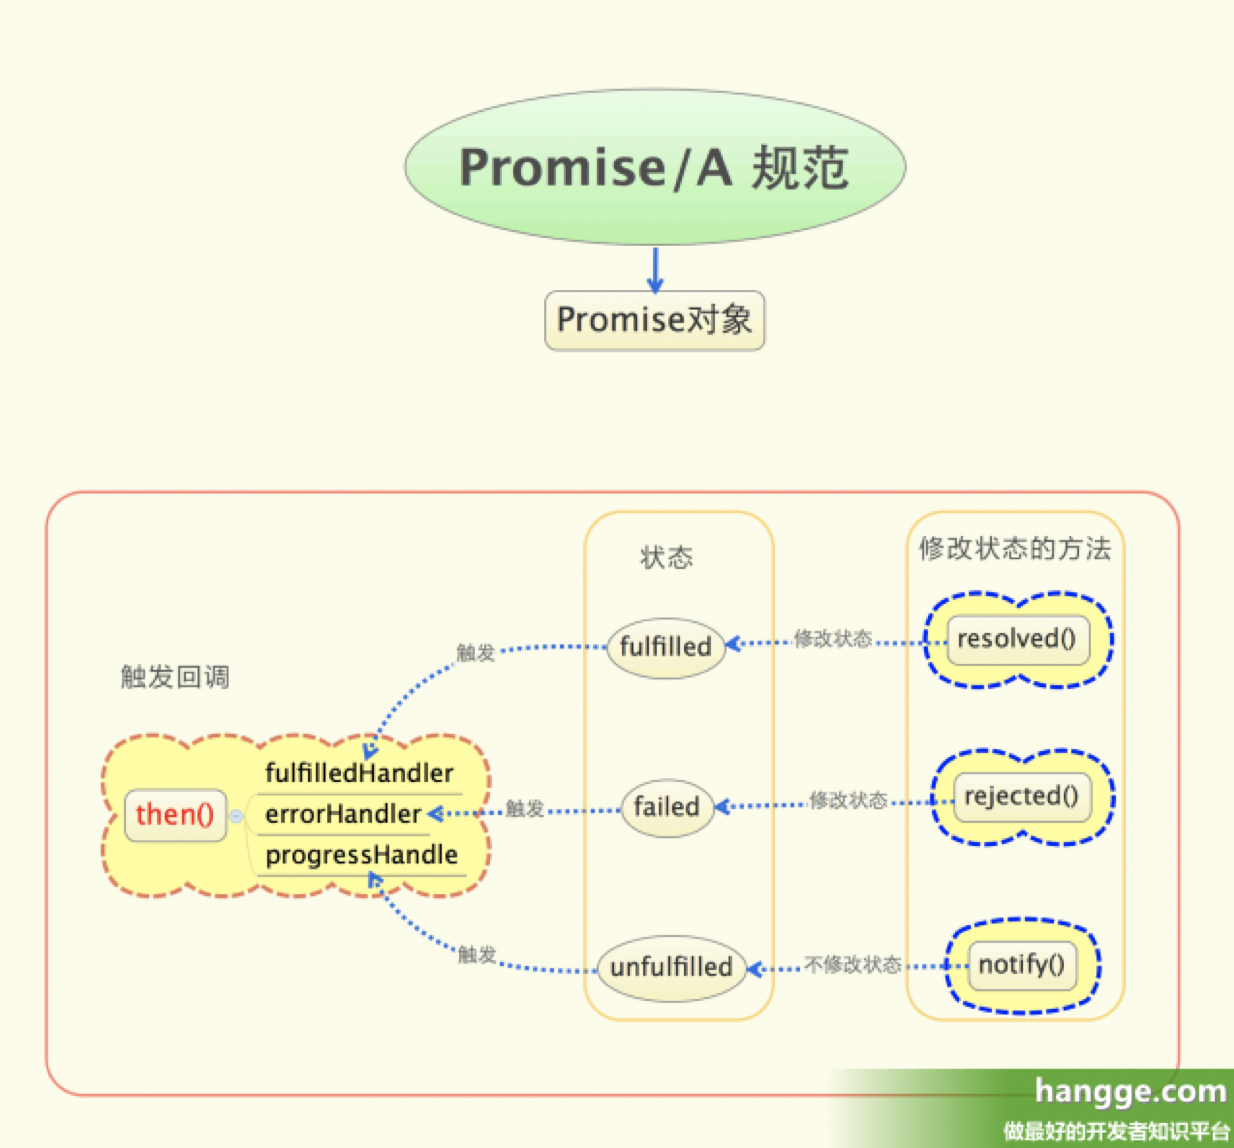 Promise/A 规范
Promise对象
状态
修改状态的方法
fulfilled
修改状态
resolved()
触发
触发回调
then()
fulfilledHandler
errorHandler
progressHandle
触发
failed
修改状态
rejected()
触发
unfulfilled
不修改状态
notify()
hangge.com
做最好的开发者知识平台